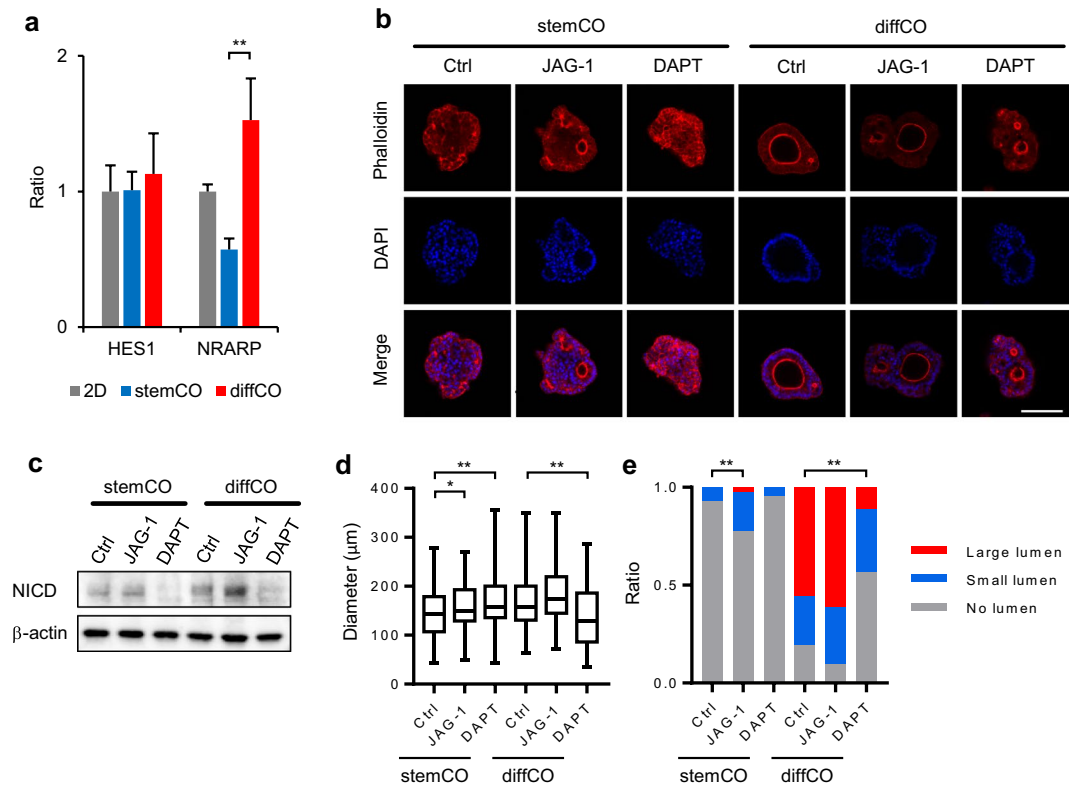 a
Ratio
2
1
0
**
HES1 NRARP
2D stemCO diffCO
b
stemCO diffCO
Ctrl JAG-1 DAPT Ctrl JAG-1 DAPT
Phalloidin
DAPI
Merge
c
stemCO diffCO
Ctrl JAG-1 DAPT Ctrl JAG-1 DAPT
NICD
β-actin
d
** **
*
Diameter (μm)
400
300
200
100
0
Ctrl JAG-1 DAPT Ctrl JAG-1 DAPT
stemCO diffCO
e
** **
Ratio
1.0
0.5
0.0
Ctrl JAG-1 DAPT Ctrl JAG-1 DAPT
stemCO diffCO
Large lumen
Small lumen
No lumen